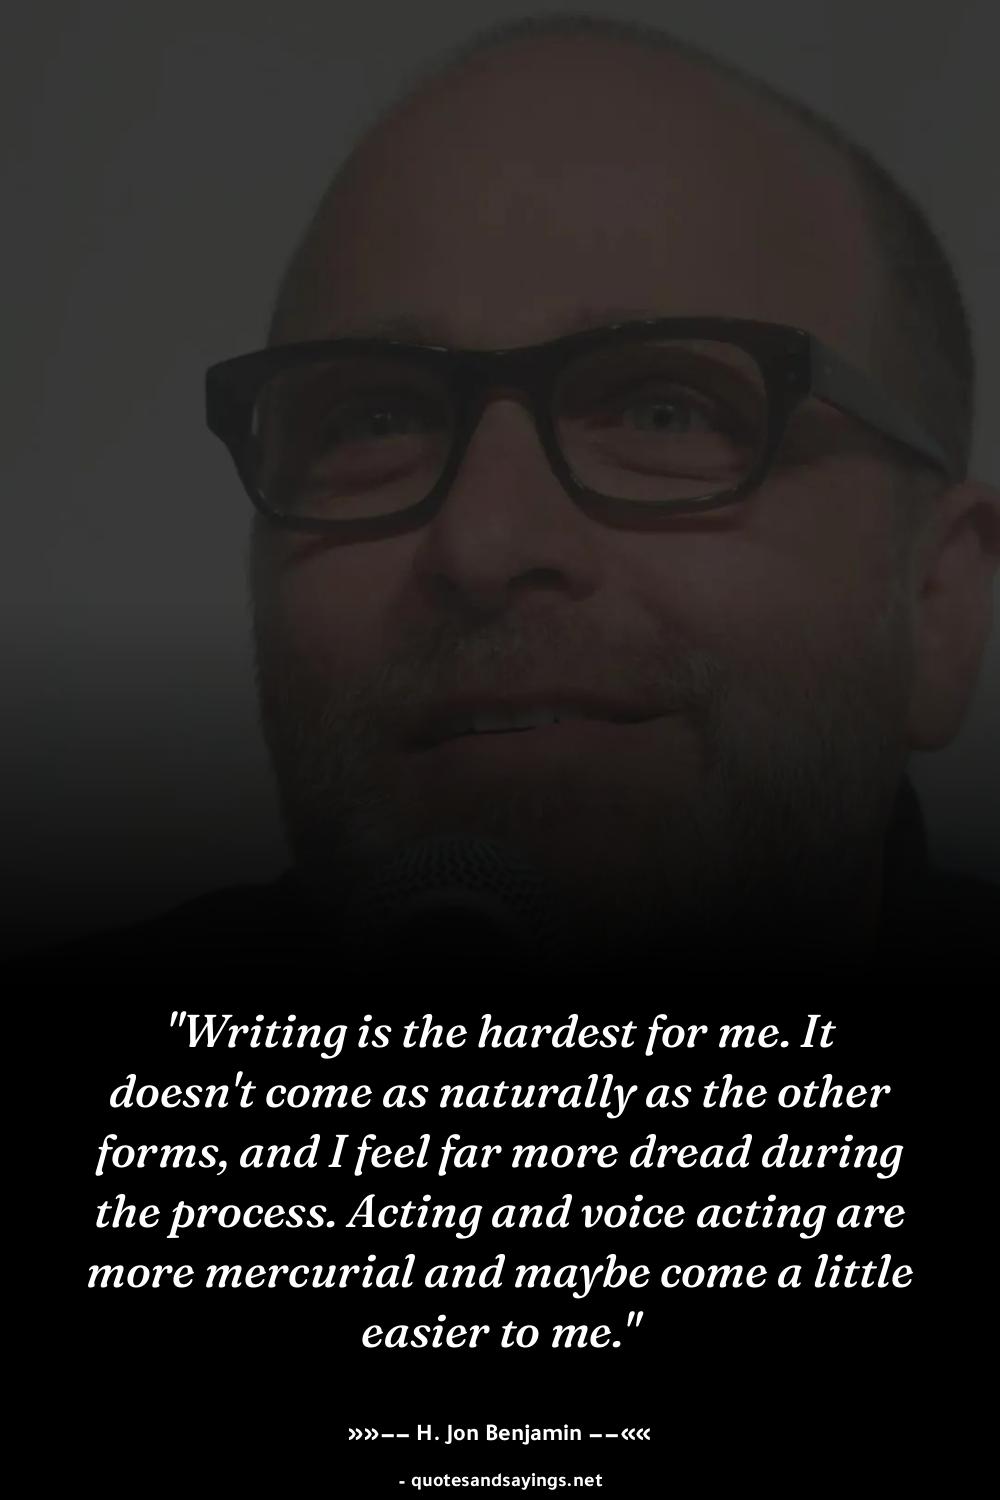 "Writing is the hardest for me. It
doesn't come as naturally as the other
forms, and I feel far more dread during
the process. Acting and voice acting are
more mercurial and maybe come a little
easier to me."
»»−− H. Jon Benjamin −−««
- quotesandsayings.net